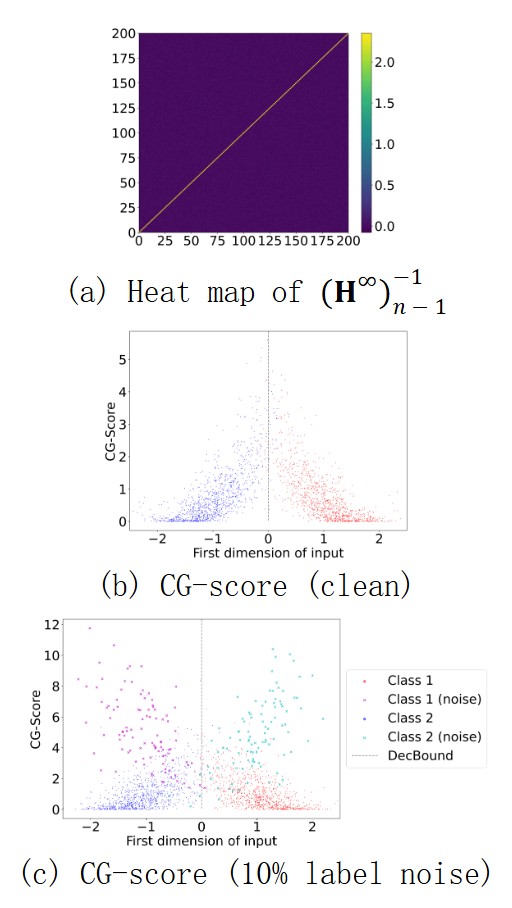 200
175
150
125
100
75
50
25
0
0 25 50 75 100 125 150 175 200
2.0
1.5
1.0
0.5
0.0
(a) Heat map of (H^∞)^{-1}_{n-1}
5
4
3
2
1
0
CG-Score
−2 −1 0 1 2
First dimension of input
(b) CG-score (clean)
12
10
8
6
4
2
0
CG-Score
−2 −1 0 1 2
First dimension of input
Class 1
Class 1 (noise)
Class 2
Class 2 (noise)
DecBound
(c) CG-score (10% label noise)